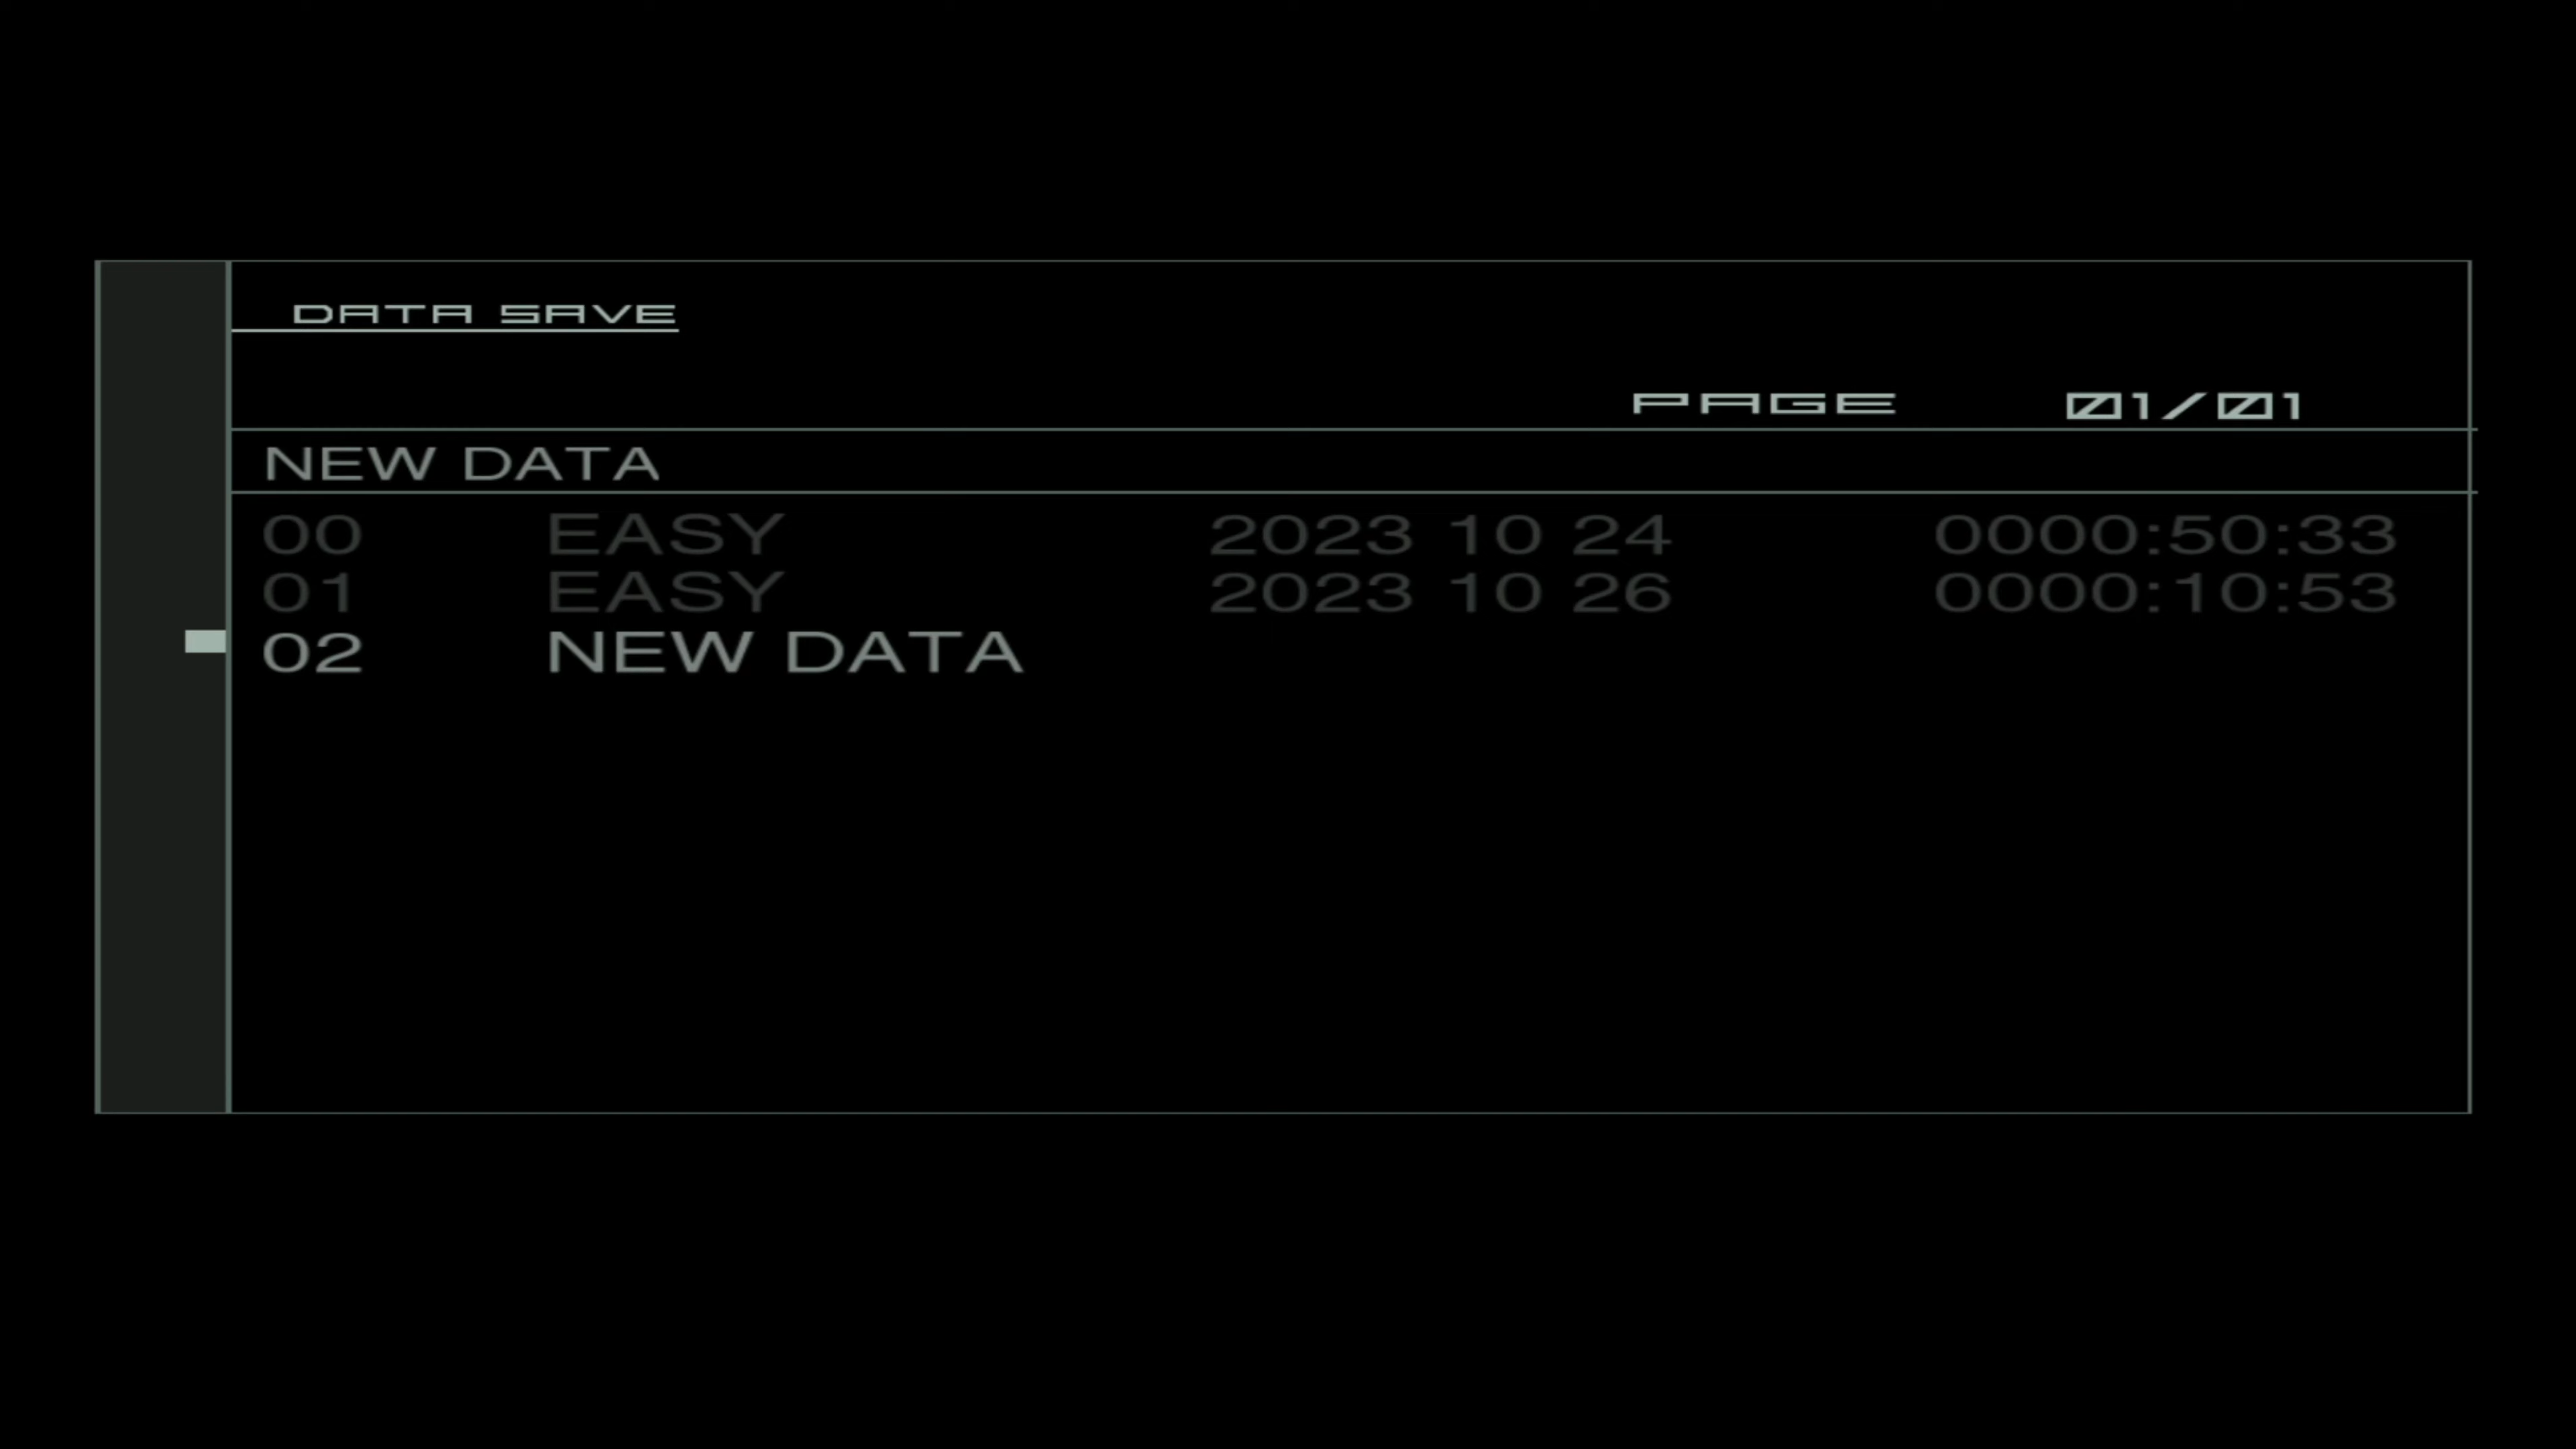 DATA SAVE
PAGE 01/01
NEW DATA
00 EASY 2023 10 24 0000:50:33
01 EASY 2023 10 26 0000:10:53
02 NEW DATA